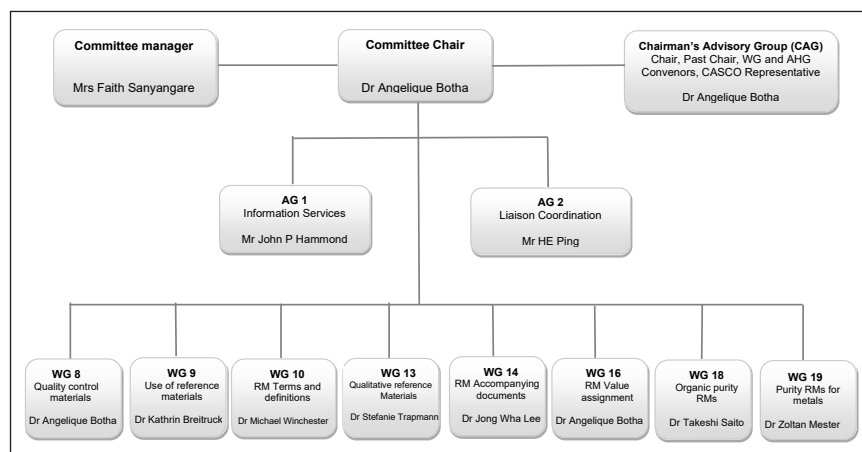 Committee manager
Mrs Faith Sanyangare
Committee Chair
Dr Angelique Botha
Chairman's Advisory Group (CAG)
Chair, Past Chair, WG and AHG
Convenors, CASCO Representative
Dr Angelique Botha
AG 1
Information Services
Mr John P Hammond
AG 2
Liaison Coordination
Mr HE Ping
WG 8
Quality control
materials
Dr Angelique Botha
WG 9
Use of reference
materials
Dr Kathrin Breitruck
WG 10
RM Terms and
definitions
Dr Michael Winchester
WG 13
Qualitative reference
Materials
Dr Stefanie Trapmann
WG 14
RM Accompanying
documents
Dr Jong Wha Lee
WG 16
RM Value
assignment
Dr Angelique Botha
WG 18
Organic purity
RMs
Dr Takeshi Saito
WG 19
Purity RMs for
metals
Dr Zoltan Mester